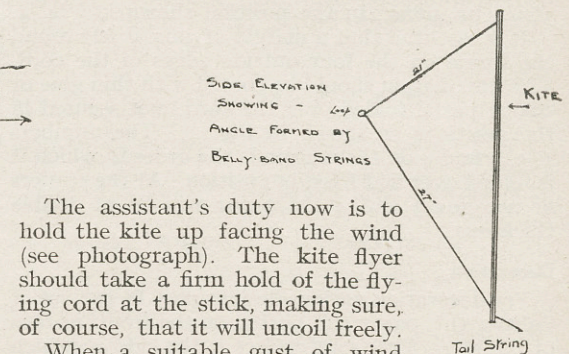 SIDE ELEVATION
SHOWING -
ANGLE FORMED BY
BELLY-BAND STRINGS
Loop
21"
27"
KITE
Tail String
The assistant's duty now is to
hold the kite up facing the wind
(see photograph). The kite flyer
should take a firm hold of the fly-
ing cord at the stick, making sure,
of course, that it will uncoil freely.
When a suitable gust of wind